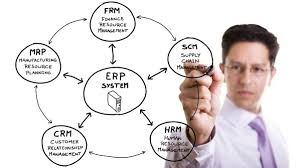 FRM
FINANCE
RESOURCE
MANAGEMENT
SCM
SUPPLY
CHAIN
MANAGEMENT
HRM
HUMAN
RESOURCE
MANAGEMENT
CRM
CUSTOMER
RELATIONSHIP
MANAGEMENT
MRP
MANUFACTURING
RESOURCE
PLANNING
ERP
SYSTEM